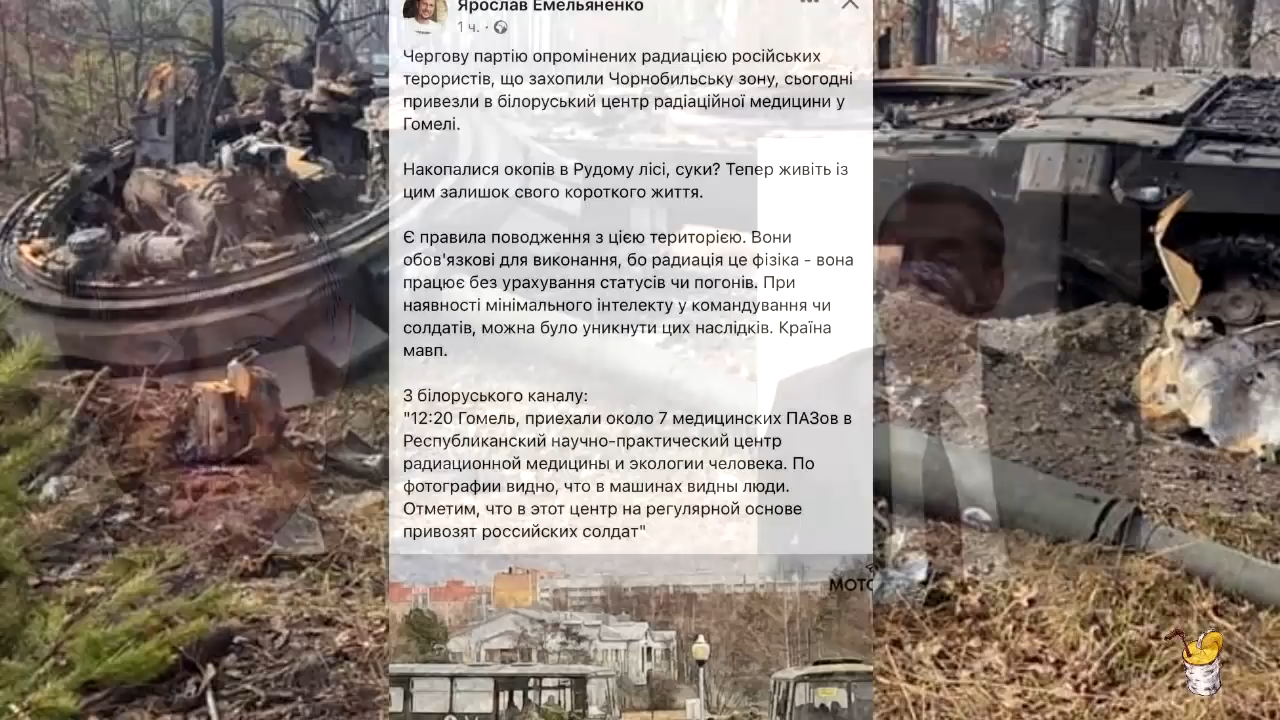 Ярослав Емельяненко
1 ч.
Чергову партію опромінених радиацією російських
терористів, що захопили Чорнобильську зону, сьогодні
привезли в білоруський центр радіаційної медицини у
Гомелі.
Накопалися окопів в Рудому лісі, суки? Тепер живіть із
цим залишок свого короткого життя.
Є правила поводження з цією територією. Вони
обов'язкові для виконання, бо радиація це фізіка - вона
працює без урахування статусів чи погонів. При
наявності мінімального інтелекту у командування чи
солдатів, можна було уникнути цих наслідків. Країна
мавп.
З білоруського каналу:
"12:20 Гомель, приехали около 7 медицинских ПАЗов в
Республиканский научно-практический центр
радиационной медицины и экологии человека. По
фотографии видно, что в машинах видны люди.
Отметим, что в этот центр на регулярной основе
привозят российских солдат"